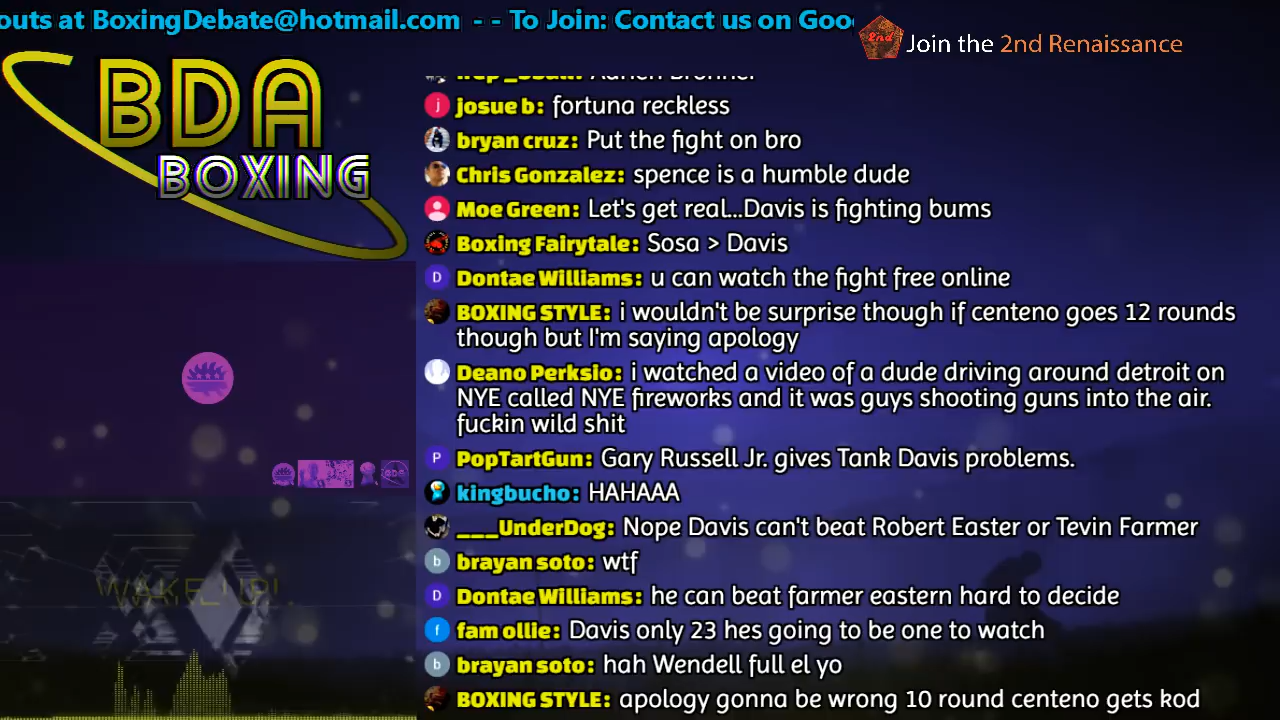 outs at BoxingDebate@hotmail.com - - To Join: Contact us on Goo
2nd
Join the 2nd Renaissance
BDA
BOXING
Adrien Broner
josue b: fortuna reckless
bryan cruz: Put the fight on bro
Chris Gonzalez: spence is a humble dude
Moe Green: Let's get real...Davis is fighting bums
Boxing Fairytale: Sosa > Davis
Dontae Williams: u can watch the fight free online
BOXING STYLE: i wouldn't be surprise though if centeno goes 12 rounds
though but I'm saying apology
Deano Perksio: i watched a video of a dude driving around detroit on
NYE called NYE fireworks and it was guys shooting guns into the air.
fuckin wild shit
PopTartGun: Gary Russell Jr. gives Tank Davis problems.
kingbucho: HAHAAA
___UnderDog: Nope Davis can't beat Robert Easter or Tevin Farmer
brayan soto: wtf
Dontae Williams: he can beat farmer eastern hard to decide
fam ollie: Davis only 23 hes going to be one to watch
brayan soto: hah Wendell full el yo
BOXING STYLE: apology gonna be wrong 10 round centeno gets kod
WAKE UP!